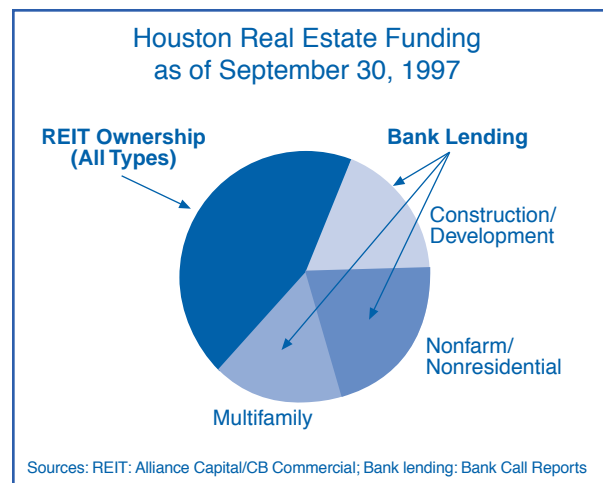 Houston Real Estate Funding
as of September 30, 1997
REIT Ownership
(All Types)
Bank Lending
Construction/
Development
Nonfarm/
Nonresidential
Multifamily
Sources: REIT: Alliance Capital/CB Commercial; Bank lending: Bank Call Reports